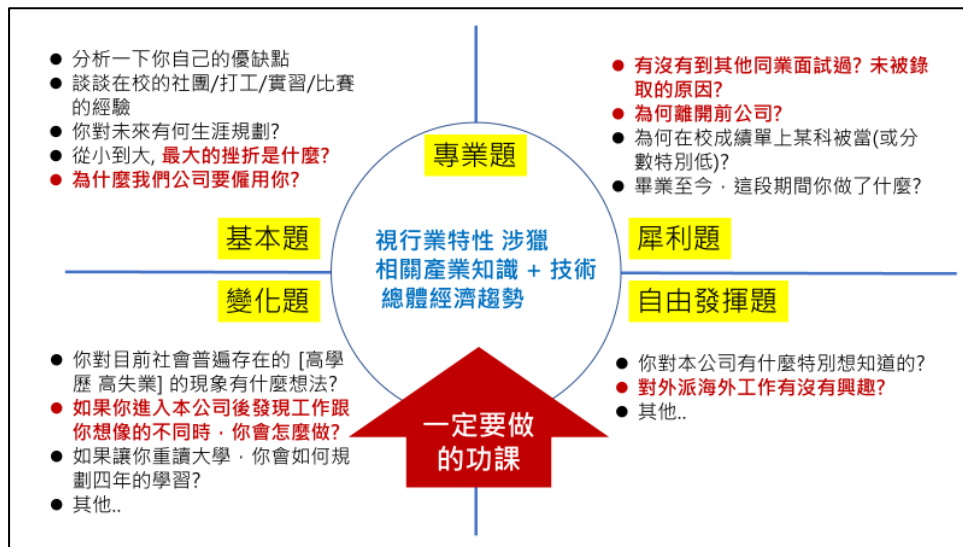 ● 分析一下你自己的優缺點
● 談談在校的社團/打工/實習/比賽
的經驗
● 你對未來有何生涯規劃?
● 從小到大, 最大的挫折是什麼?
● 為什麼我們公司要僱用你?
基本題
專業題
視行業特性 涉獵
相關產業知識 + 技術
總體經濟趨勢
● 有沒有到其他同業面試過? 未被錄
取的原因?
● 為何離開前公司?
● 為何在校成績單上某科被當(或分
數特別低)?
● 畢業至今，這段期間你做了什麼?
犀利題
變化題
● 你對目前社會普遍存在的 [高學
歷 高失業] 的現象有什麼想法?
● 如果你進入本公司後發現工作跟
你想像的不同時，你會怎麼做?
● 如果讓你重讀大學，你會如何規
劃四年的學習?
● 其他..
一定要做
的功課
自由發揮題
● 你對本公司有什麼特別想知道的?
● 對外派海外工作有沒有興趣?
● 其他..